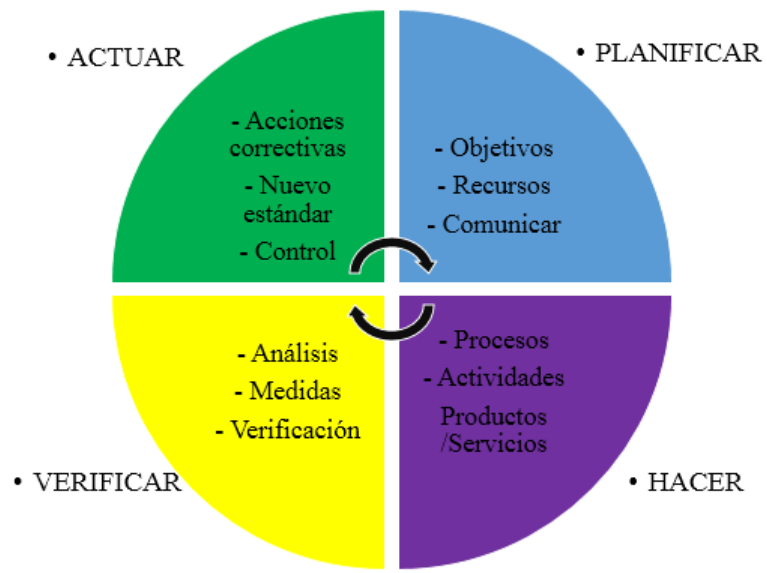 • ACTUAR
- Acciones
correctivas
- Nuevo
estándar
- Control
• PLANIFICAR
- Objetivos
- Recursos
- Comunicar
- Análisis
- Medidas
- Verificación
• VERIFICAR
- Procesos
- Actividades
Productos
/Servicios
• HACER